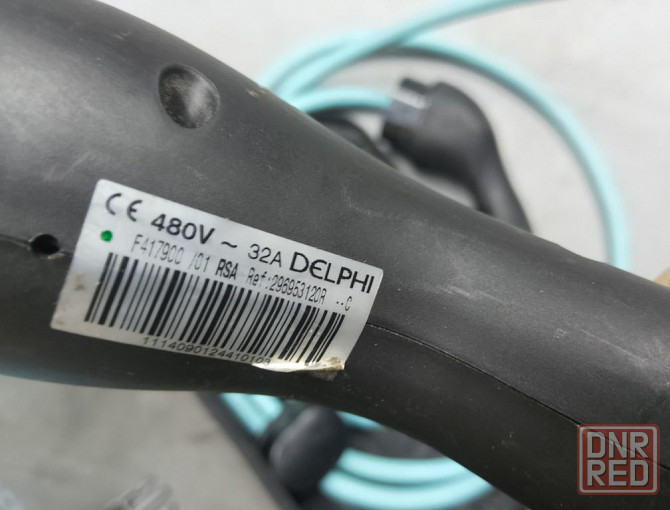 CE 480V ~ 32A DELPHI
F417900 /01 RSA Ref:296953120R --C
1114090124410103
DNR
RED